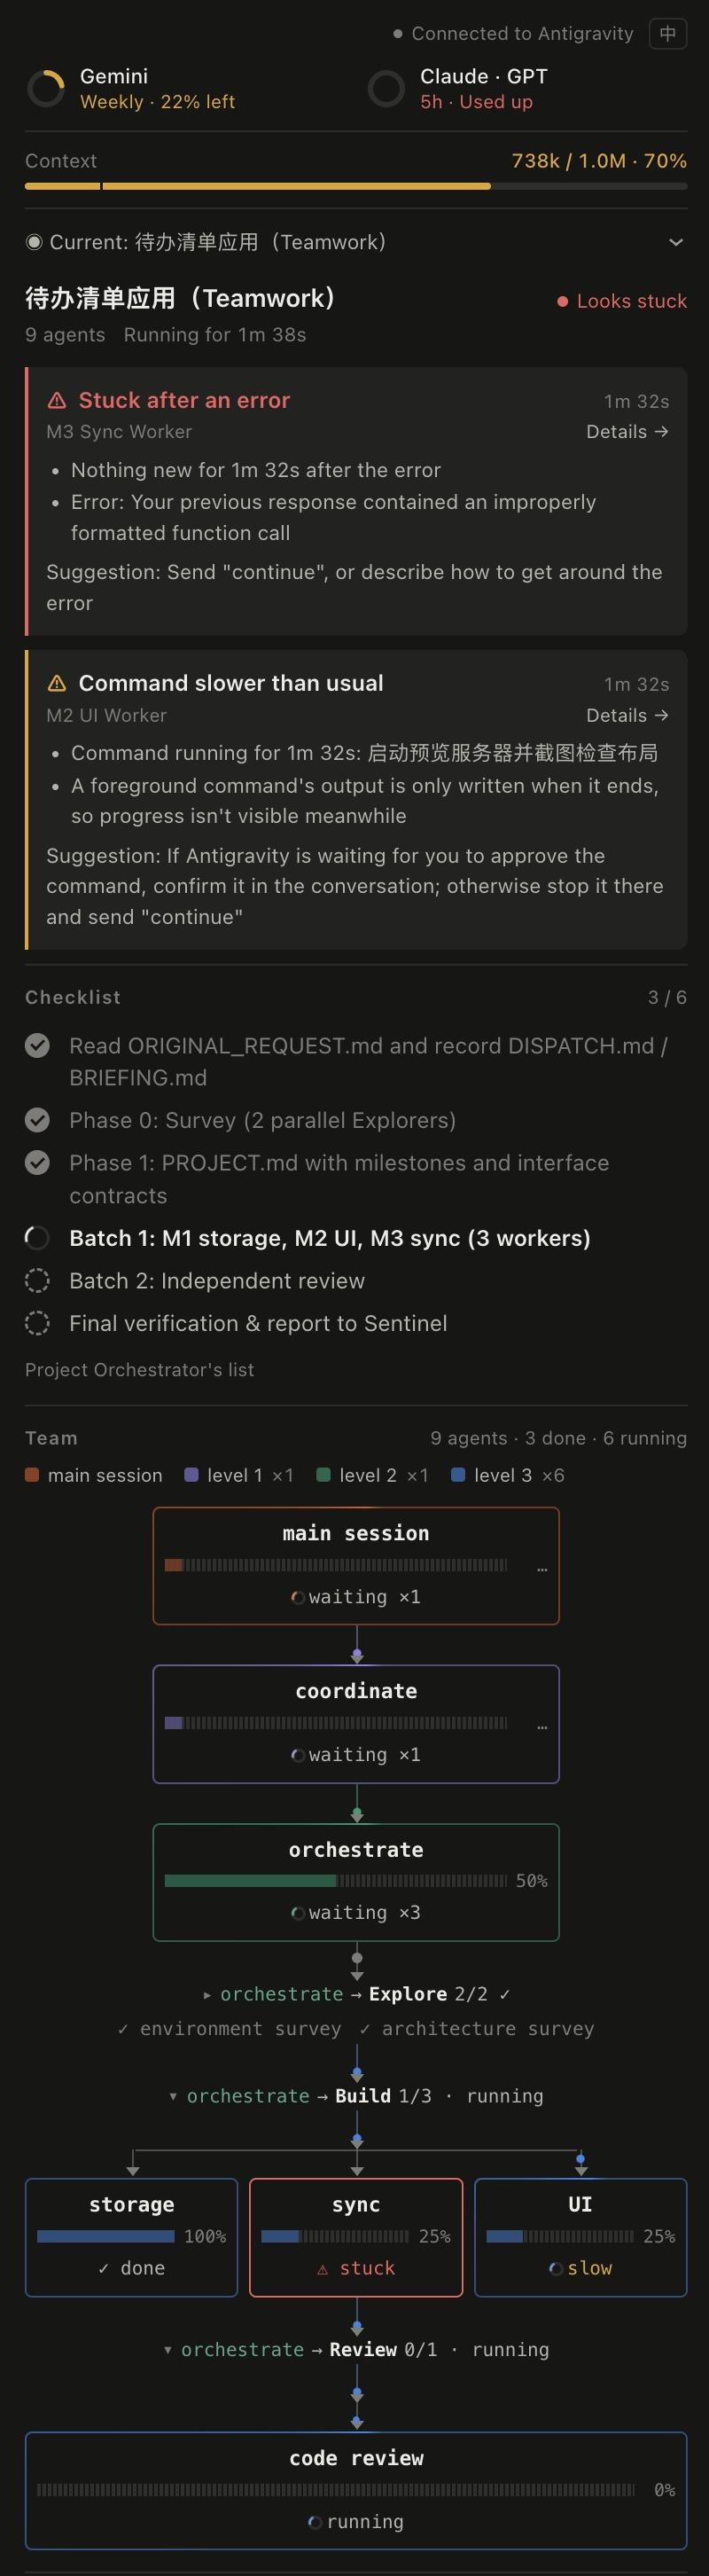 Connected to Antigravity 中
Gemini
Weekly · 22% left
Claude · GPT
5h · Used up
Context 738k / 1.0M · 70%
Current: 待办清单应用（Teamwork）
待办清单应用（Teamwork） Looks stuck
9 agents Running for 1m 38s
Stuck after an error 1m 32s
M3 Sync Worker Details →
• Nothing new for 1m 32s after the error
• Error: Your previous response contained an improperly
formatted function call
Suggestion: Send "continue", or describe how to get around the
error
Command slower than usual 1m 32s
M2 UI Worker Details →
• Command running for 1m 32s: 启动预览服务器并截图检查布局
• A foreground command's output is only written when it ends,
so progress isn't visible meanwhile
Suggestion: If Antigravity is waiting for you to approve the
command, confirm it in the conversation; otherwise stop it there
and send "continue"
Checklist 3 / 6
Read ORIGINAL_REQUEST.md and record DISPATCH.md /
BRIEFING.md
Phase 0: Survey (2 parallel Explorers)
Phase 1: PROJECT.md with milestones and interface
contracts
Batch 1: M1 storage, M2 UI, M3 sync (3 workers)
Batch 2: Independent review
Final verification & report to Sentinel
Project Orchestrator's list
Team 9 agents · 3 done · 6 running
main session level 1 ×1 level 2 ×1 level 3 ×6
main session
…
waiting ×1
coordinate
…
waiting ×1
orchestrate
50%
waiting ×3
▸ orchestrate → Explore 2/2 ✓
✓ environment survey ✓ architecture survey
▾ orchestrate → Build 1/3 · running
storage sync UI
100% 25% 25%
✓ done ⚠ stuck slow
▾ orchestrate → Review 0/1 · running
code review
0%
running